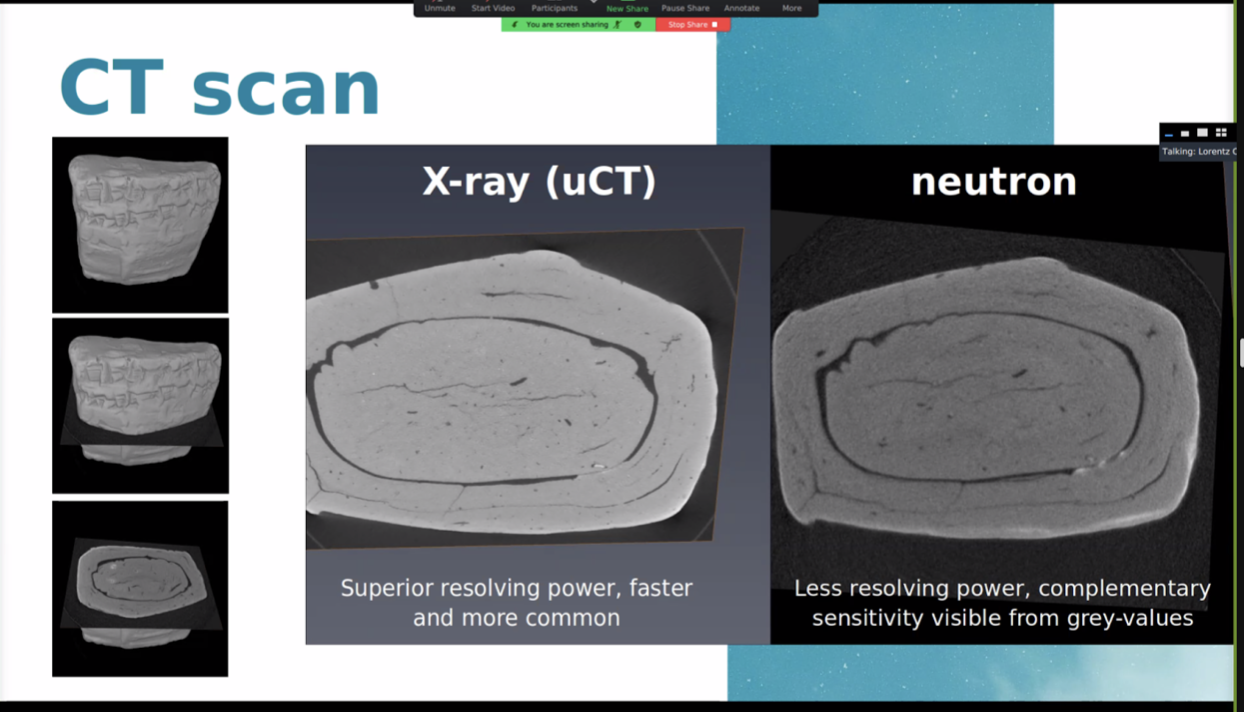 Unmute Start Video Participants New Share Pause Share Annotate More
You are screen sharing Stop Share
CT scan
Talking: Lorentz
X-ray (uCT)
neutron
Superior resolving power, faster
and more common
Less resolving power, complementary
sensitivity visible from grey-values